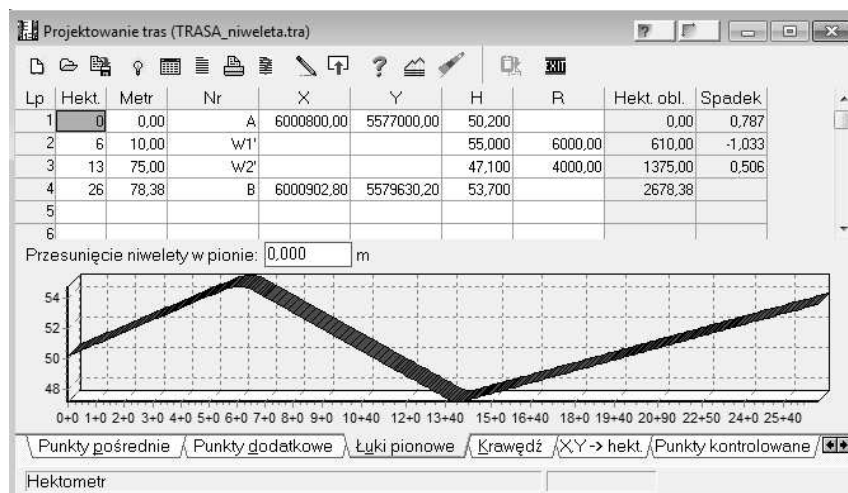 Projektowanie tras (TRASA_niweleta.tra)
EXIT
Lp Hekt. Metr Nr X Y H R Hekt. obl. Spadek
1 0 0,00 A 6000800,00 5577000,00 50,200 0,00 0,787
2 6 10,00 W1' 55,000 6000,00 610,00 -1,033
3 13 75,00 W2' 47,100 4000,00 1375,00 0,506
4 26 78,38 B 6000902,80 5579630,20 53,700 2678,38
5
6
Przesunięcie niwelety w pionie: 0,000 m
54
52
50
48
0+0 1+0 2+0 3+0 4+0 5+0 6+0 7+0 8+0 9+0 10+40 12+0 13+40 15+0 16+40 18+0 19+40 20+90 22+50 24+0 25+40
Punkty pośrednie Punkty dodatkowe Łuki pionowe Krawędź X,Y -> hekt. Punkty kontrolowane
Hektometr